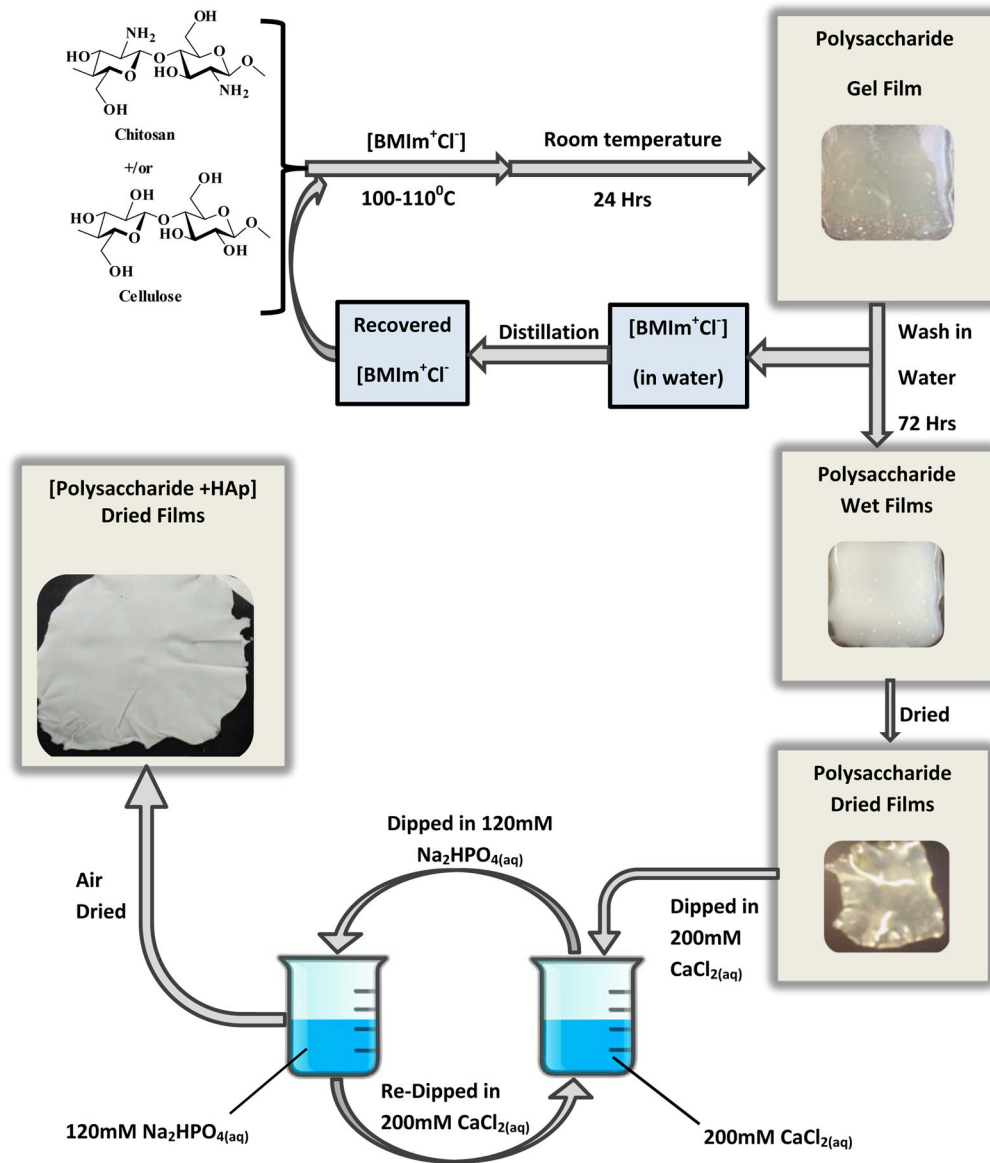 OH
NH₂
HO
O
O
HO
O
O
NH₂
OH
Chitosan
+/or
OH
OH
HO
O
O
HO
O
O
OH
OH
Cellulose
[BMIm⁺Cl⁻]
100-110⁰C
Room temperature
24 Hrs
Polysaccharide
Gel Film
Recovered
[BMIm⁺Cl⁻
Distillation
[BMIm⁺Cl⁻]
(in water)
Wash in
Water
72 Hrs
[Polysaccharide +HAp]
Dried Films
Polysaccharide
Wet Films
Dried
Polysaccharide
Dried Films
Dipped in 120mM
Na₂HPO₄(aq)
Air
Dried
Dipped in
200mM
CaCl₂(aq)
Re-Dipped in
200mM CaCl₂(aq)
120mM Na₂HPO₄(aq)
200mM CaCl₂(aq)